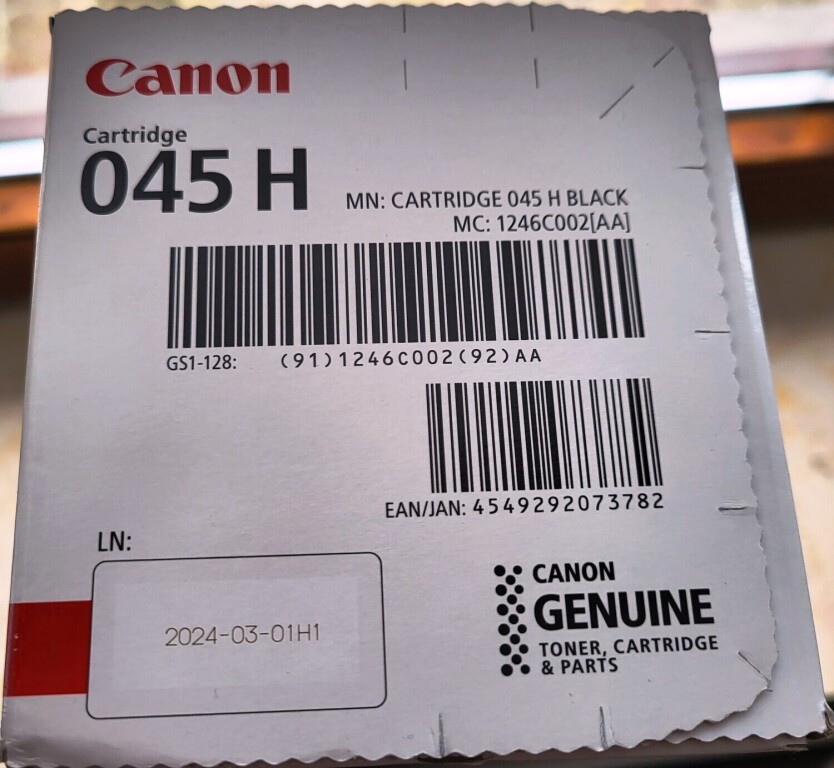 Canon
Cartridge
045 H
MN: CARTRIDGE 045 H BLACK
MC: 1246C002[AA]
GS1-128: (91)1246C002(92)AA
EAN/JAN: 4549292073782
LN:
2024-03-01H1
CANON
GENUINE
TONER, CARTRIDGE
& PARTS